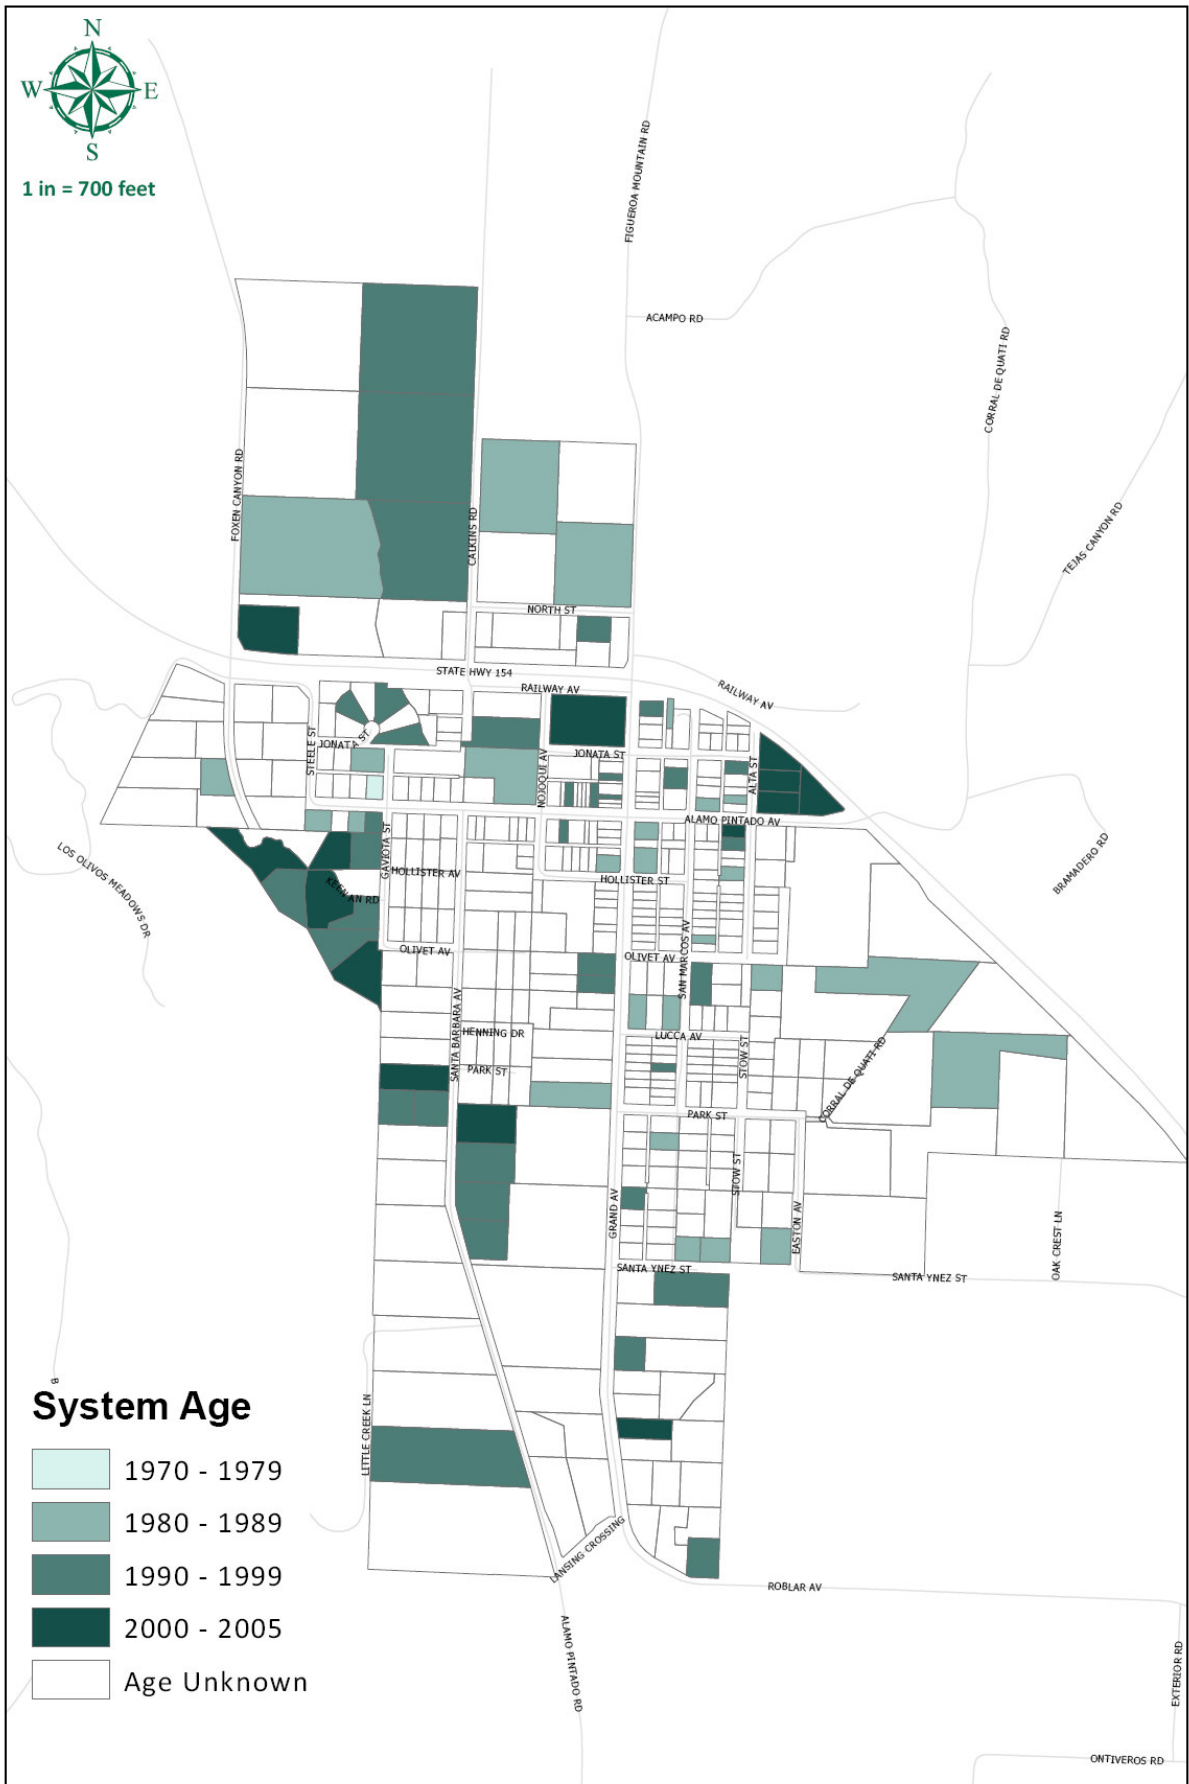 N
W E
S
1 in = 700 feet
FIGUEROA MOUNTAIN RD
ACAMPO RD
CORRAL DE QUATI RD
FOXEN CANYON RD
CALKINS RD
TEJAS CANYON RD
NORTH ST
STATE HWY 154
RAILWAY AV
RAILWAY AV
STEELE ST
JONATA ST
JONATA ST
NOJOQUI AV
ALTA ST
ALAMO PINTADO AV
GAVIOTA ST
LOS OLIVOS MEADOWS DR
BRAMADERO RD
HOLLISTER AV
HOLLISTER ST
KEENAN RD
OLIVET AV
OLIVET AV
SAN MARCOS AV
SANTA BARBARA AV
HENNING DR
LUCCA AV
STOW ST
CORRAL DE QUATI RD
PARK ST
PARK ST
STOW ST
GRAND AV
EASTON AV
OAK CREST LN
SANTA YNEZ ST
SANTA YNEZ ST
B
System Age
LITTLE CREEK LN
1970 - 1979
1980 - 1989
1990 - 1999
2000 - 2005
Age Unknown
LANSING CROSSING
ROBLAR AV
ALAMO PINTADO RD
EXTERIOR RD
ONTIVEROS RD